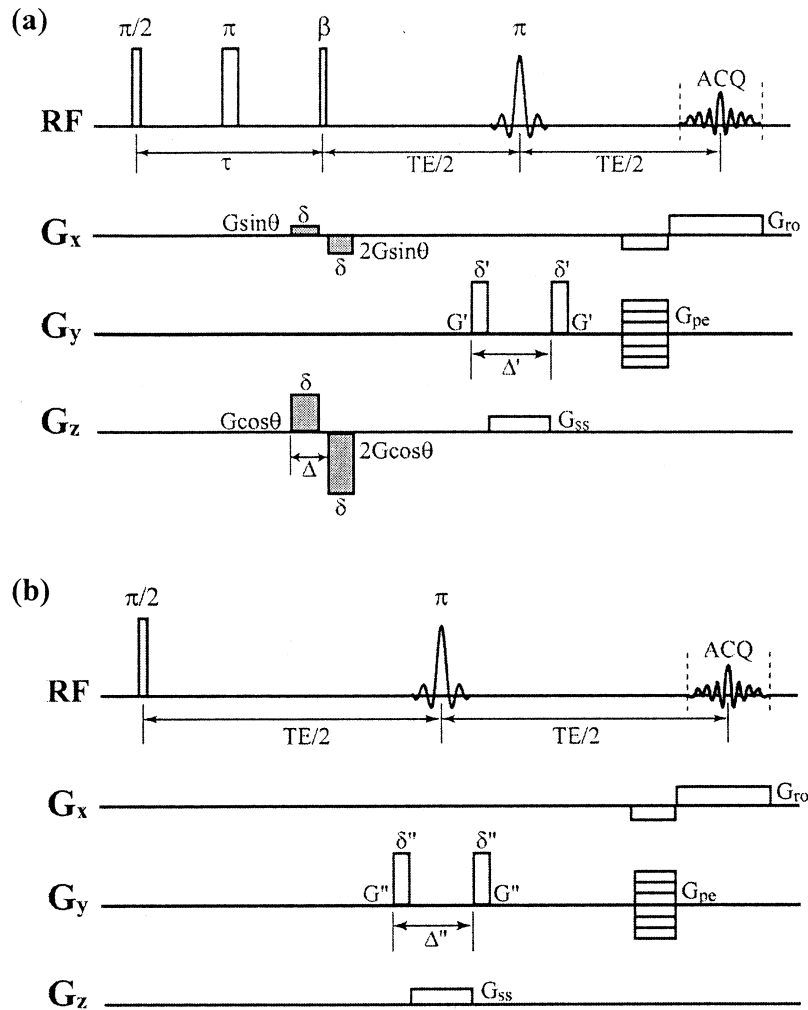 (a)
π/2 π β π
ACQ
RF
τ TE/2 TE/2
Gsinθ δ
Gro
Gx
δ 2Gsinθ
δ' δ'
G' G' Gpe
Gy
Δ'
δ
Gcosθ Gss
Gz
Δ 2Gcosθ
δ
(b)
π/2 π
ACQ
RF
TE/2 TE/2
Gro
Gx
δ" δ"
G" G" Gpe
Gy
Δ"
Gss
Gz